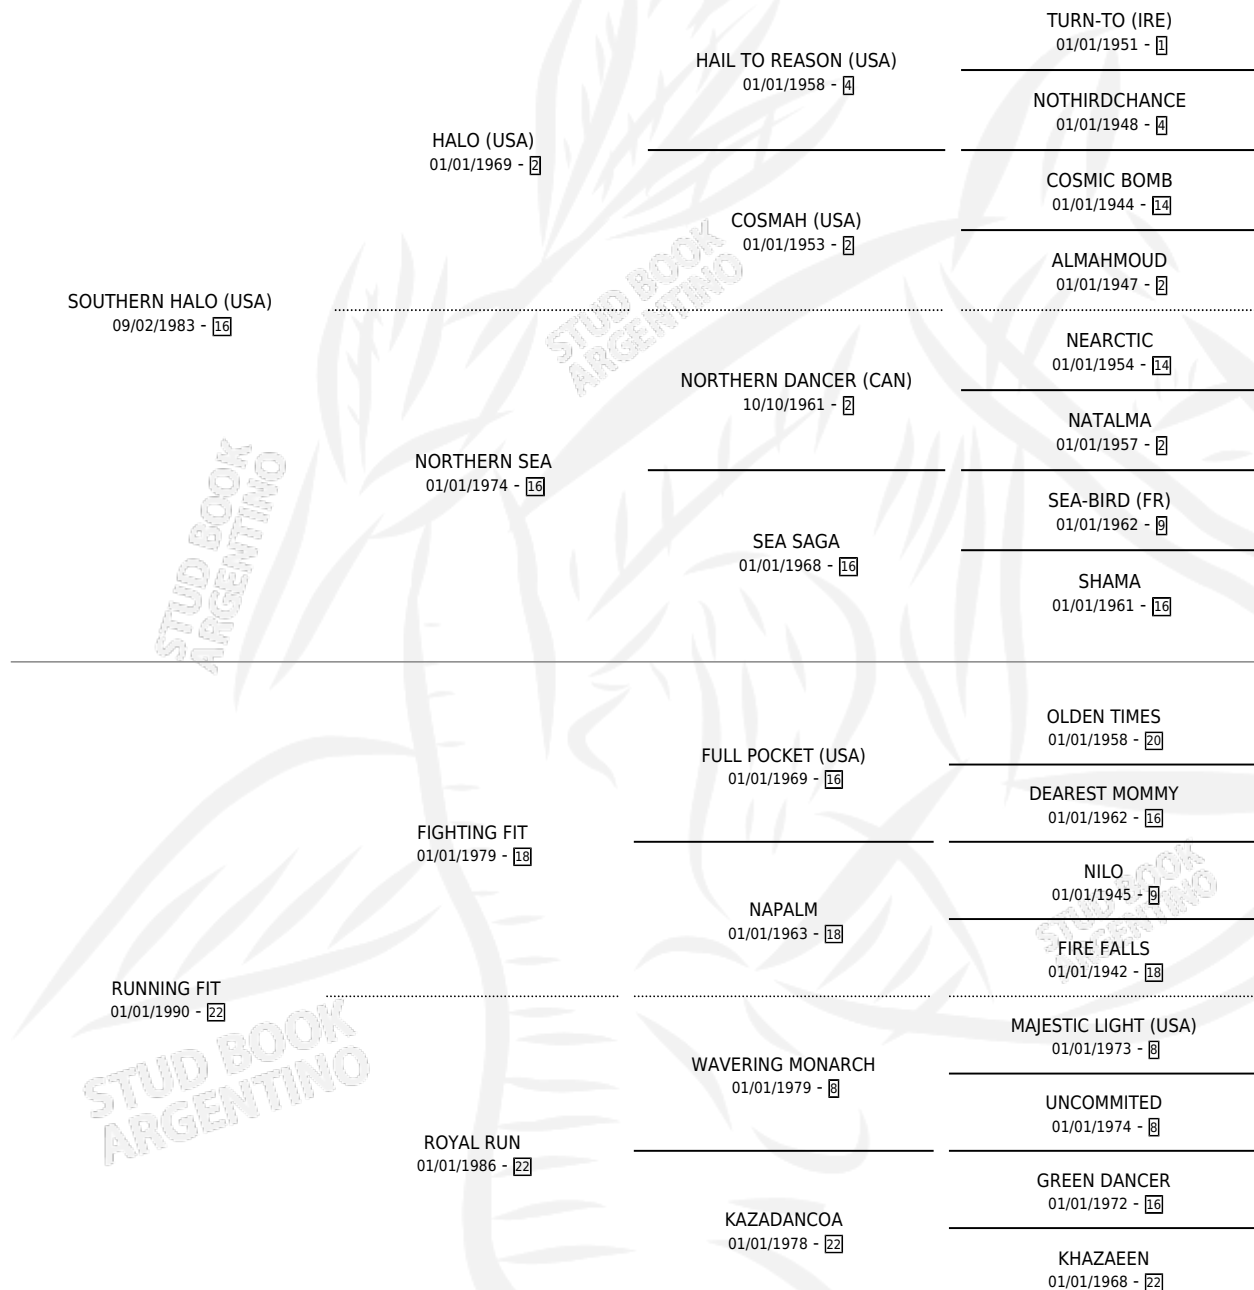 TURN-TO (IRE)
01/01/1951 - 1
HAIL TO REASON (USA)
01/01/1958 - 4
NOTHIRDCHANCE
01/01/1948 - 4
HALO (USA)
01/01/1969 - 2
COSMIC BOMB
01/01/1944 - 14
COSMAH (USA)
01/01/1953 - 2
ALMAHMOUD
01/01/1947 - 2
SOUTHERN HALO (USA)
09/02/1983 - 16
STUD BOOK
ARGENTINO
NEARCTIC
01/01/1954 - 14
NORTHERN DANCER (CAN)
10/10/1961 - 2
NATALMA
01/01/1957 - 2
NORTHERN SEA
01/01/1974 - 16
SEA-BIRD (FR)
01/01/1962 - 9
SEA SAGA
01/01/1968 - 16
SHAMA
01/01/1961 - 16
STUD BOOK
ARGENTINO
OLDEN TIMES
01/01/1958 - 20
FULL POCKET (USA)
01/01/1969 - 16
DEAREST MOMMY
01/01/1962 - 16
FIGHTING FIT
01/01/1979 - 18
NILO
01/01/1945 - 9
NAPALM
01/01/1963 - 18
STUD BOOK
ARGENTINO
FIRE FALLS
01/01/1942 - 18
RUNNING FIT
01/01/1990 - 22
MAJESTIC LIGHT (USA)
01/01/1973 - 8
WAVERING MONARCH
01/01/1979 - 8
UNCOMMITED
01/01/1974 - 8
STUD BOOK
ARGENTINO
ROYAL RUN
01/01/1986 - 22
GREEN DANCER
01/01/1972 - 16
KAZADANCOA
01/01/1978 - 22
KHAZAEEN
01/01/1968 - 22